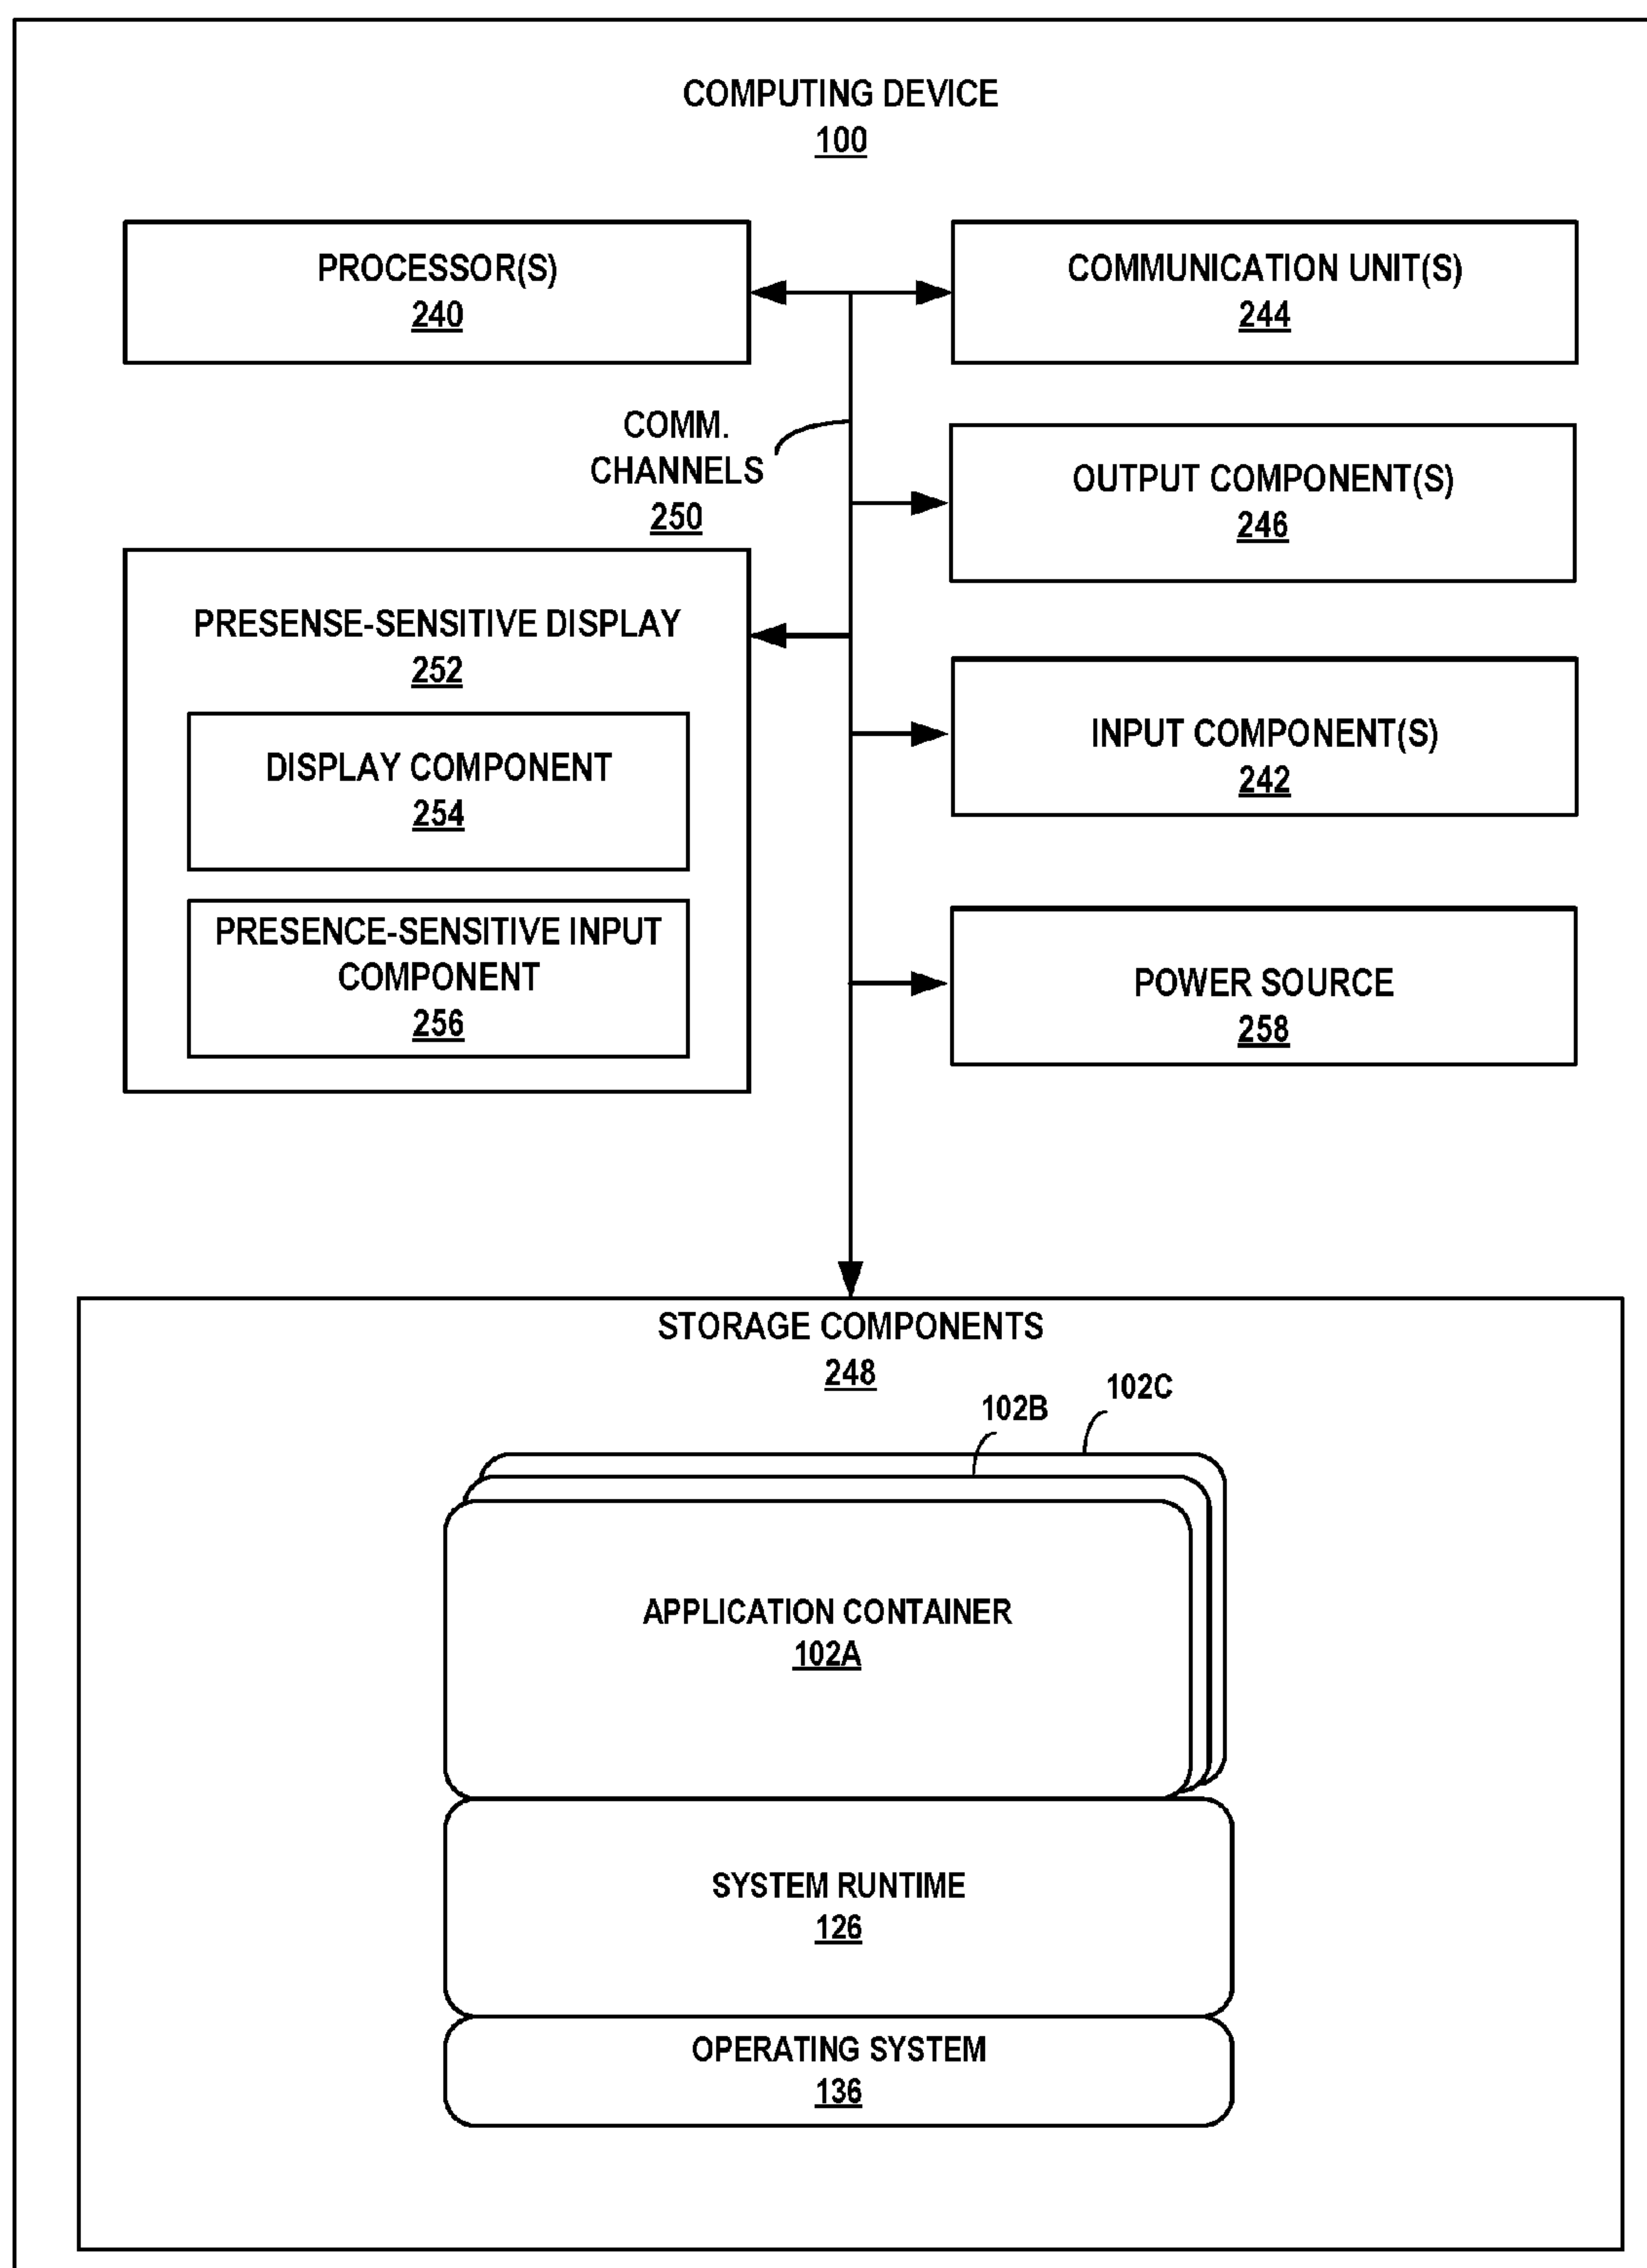 COMPUTING DEVICE
100
PROCESSOR(S)
240
COMMUNICATION UNIT(S)
244
COMM.
CHANNELS
250
OUTPUT COMPONENT(S)
246
PRESENSE-SENSITIVE DISPLAY
252
DISPLAY COMPONENT
254
PRESENCE-SENSITIVE INPUT
COMPONENT
256
INPUT COMPONENT(S)
242
POWER SOURCE
258
STORAGE COMPONENTS
248
102C
102B
APPLICATION CONTAINER
102A
SYSTEM RUNTIME
126
OPERATING SYSTEM
136